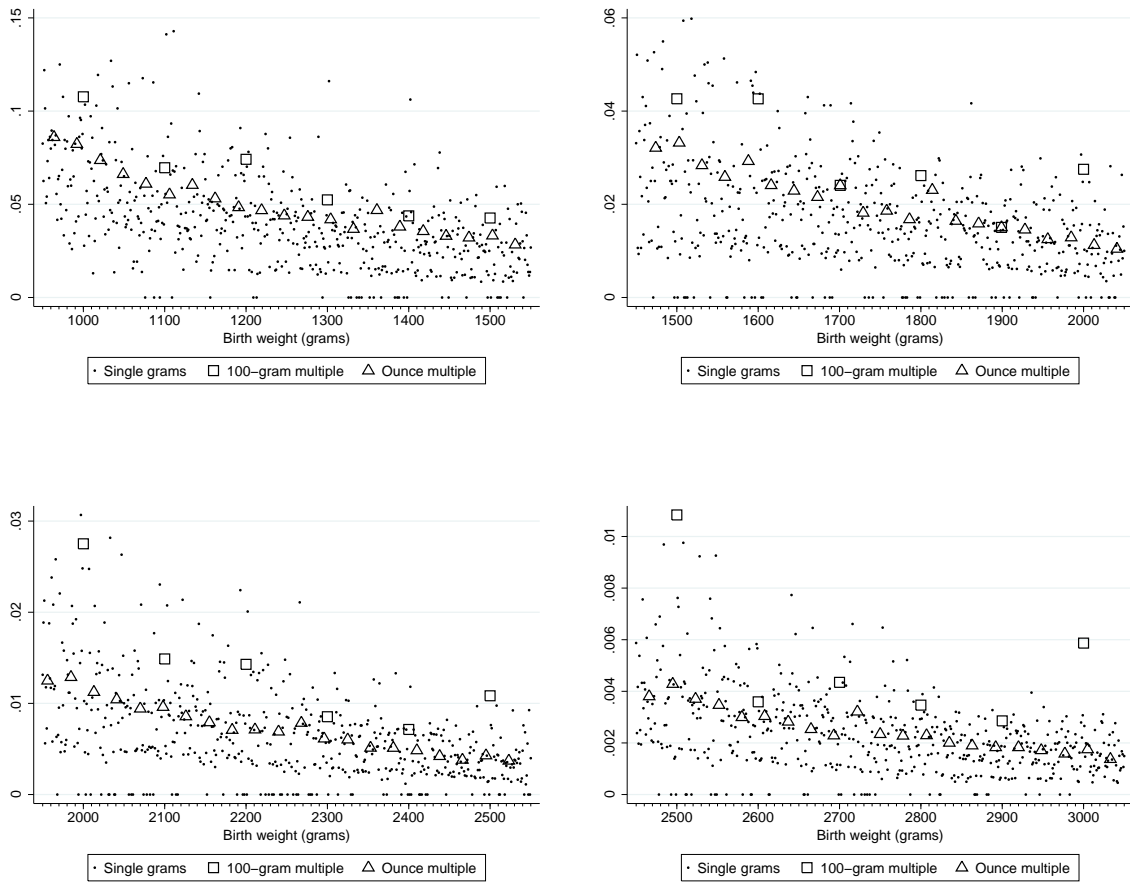 .15
.1
.05
0
1000 1100 1200 1300 1400 1500
Birth weight (grams)
Single grams 100−gram multiple Ounce multiple
.06
.04
.02
0
1500 1600 1700 1800 1900 2000
Birth weight (grams)
Single grams 100−gram multiple Ounce multiple
.03
.02
.01
0
2000 2100 2200 2300 2400 2500
Birth weight (grams)
Single grams 100−gram multiple Ounce multiple
.01
.008
.006
.004
.002
0
2500 2600 2700 2800 2900 3000
Birth weight (grams)
Single grams 100−gram multiple Ounce multiple